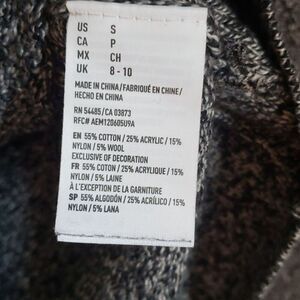 US S
CA P
MX CH
UK 8 - 10
MADE IN CHINA / FABRIQUÉ EN CHINE /
HECHO EN CHINA
RN 54485 / CA 03873
RFC# AEM120605U9A
EN 55% COTTON / 25% ACRYLIC / 15%
NYLON / 5% WOOL
EXCLUSIVE OF DECORATION
FR 55% COTON / 25% ACRYLIQUE / 15%
NYLON / 5% LAINE
À L'EXCEPTION DE LA GARNITURE
SP 55% ALGODÓN / 25% ACRÍLICO / 15%
NYLON / 5% LANA